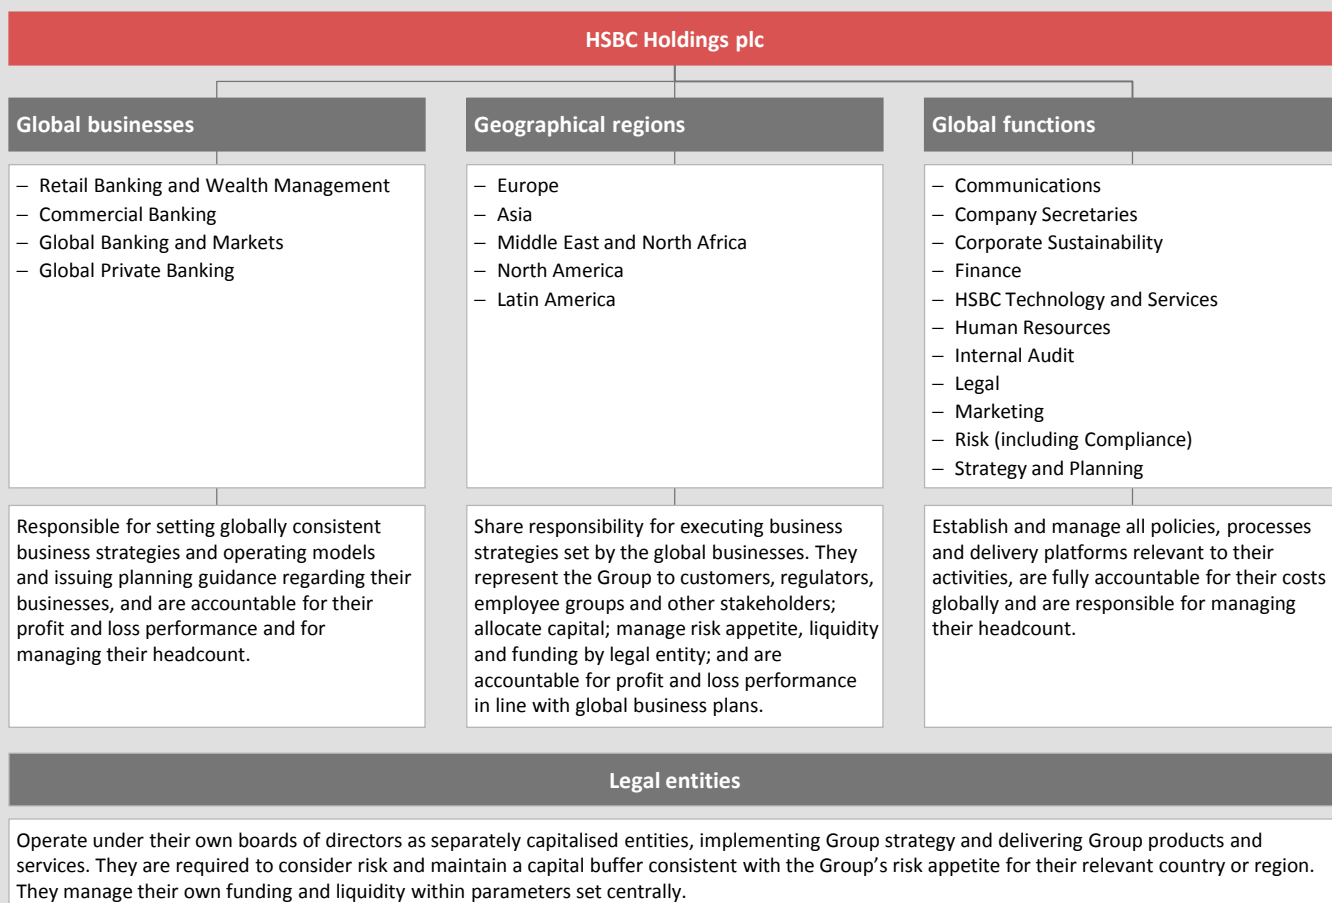 HSBC Holdings plc
Global businesses
– Retail Banking and Wealth Management
– Commercial Banking
– Global Banking and Markets
– Global Private Banking
Responsible for setting globally consistent
business strategies and operating models
and issuing planning guidance regarding their
businesses, and are accountable for their
profit and loss performance and for
managing their headcount.
Geographical regions
– Europe
– Asia
– Middle East and North Africa
– North America
– Latin America
Share responsibility for executing business
strategies set by the global businesses. They
represent the Group to customers, regulators,
employee groups and other stakeholders;
allocate capital; manage risk appetite, liquidity
and funding by legal entity; and are
accountable for profit and loss performance
in line with global business plans.
Global functions
– Communications
– Company Secretaries
– Corporate Sustainability
– Finance
– HSBC Technology and Services
– Human Resources
– Internal Audit
– Legal
– Marketing
– Risk (including Compliance)
– Strategy and Planning
Establish and manage all policies, processes
and delivery platforms relevant to their
activities, are fully accountable for their costs
globally and are responsible for managing
their headcount.
Legal entities
Operate under their own boards of directors as separately capitalised entities, implementing Group strategy and delivering Group products and
services. They are required to consider risk and maintain a capital buffer consistent with the Group’s risk appetite for their relevant country or region.
They manage their own funding and liquidity within parameters set centrally.